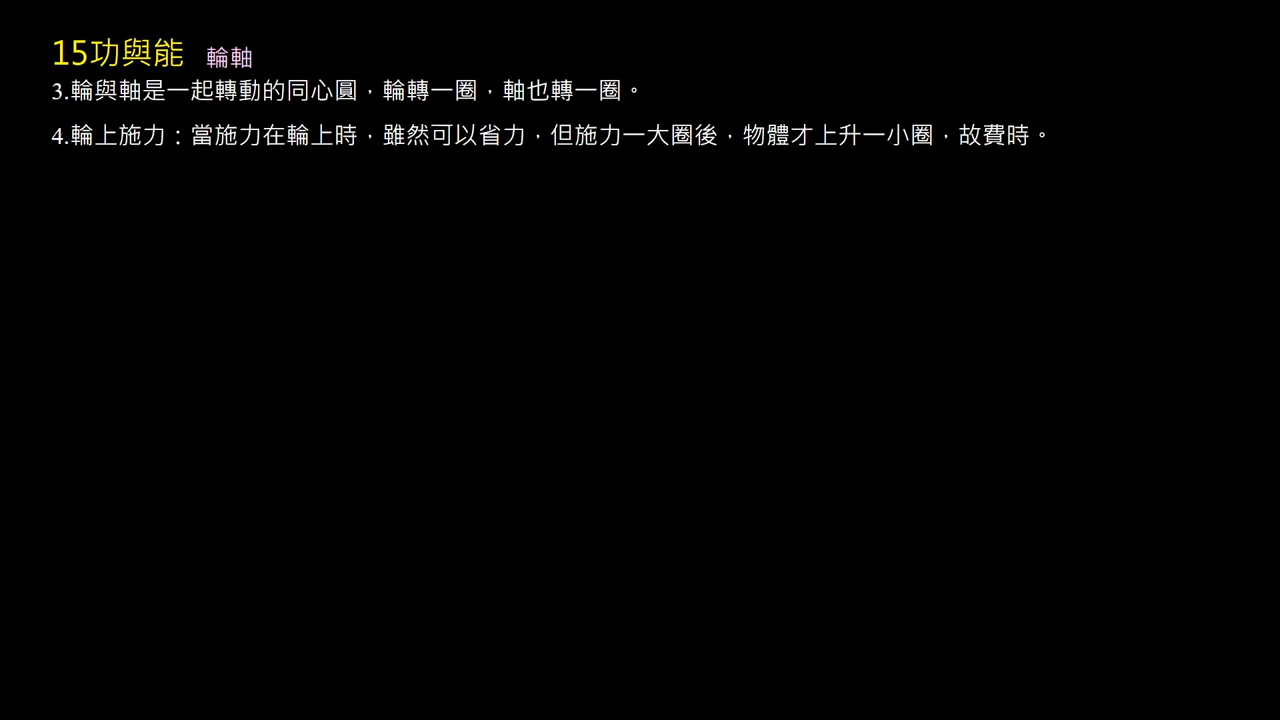 15功與能 輪軸
3.輪與軸是一起轉動的同心圓，輪轉一圈，軸也轉一圈。
4.輪上施力：當施力在輪上時，雖然可以省力，但施力一大圈後，物體才上升一小圈，故費時。